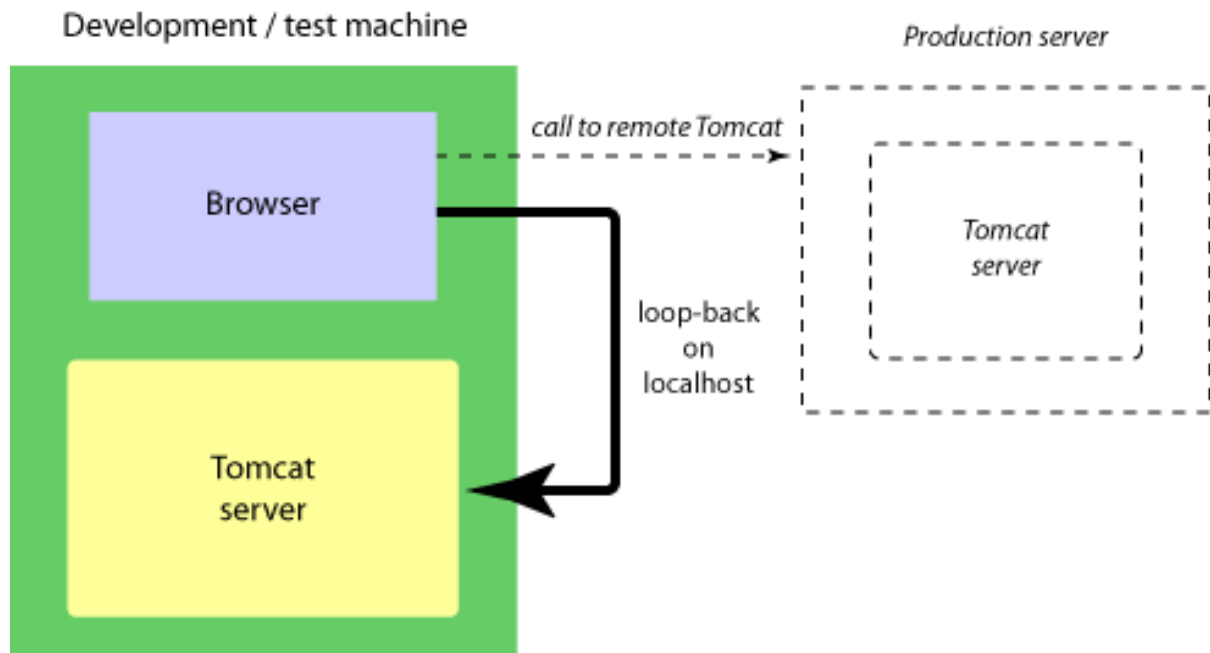 Development / test machine
Production server
call to remote Tomcat
Browser
Tomcat
server
loop-back
on
localhost
Tomcat
server